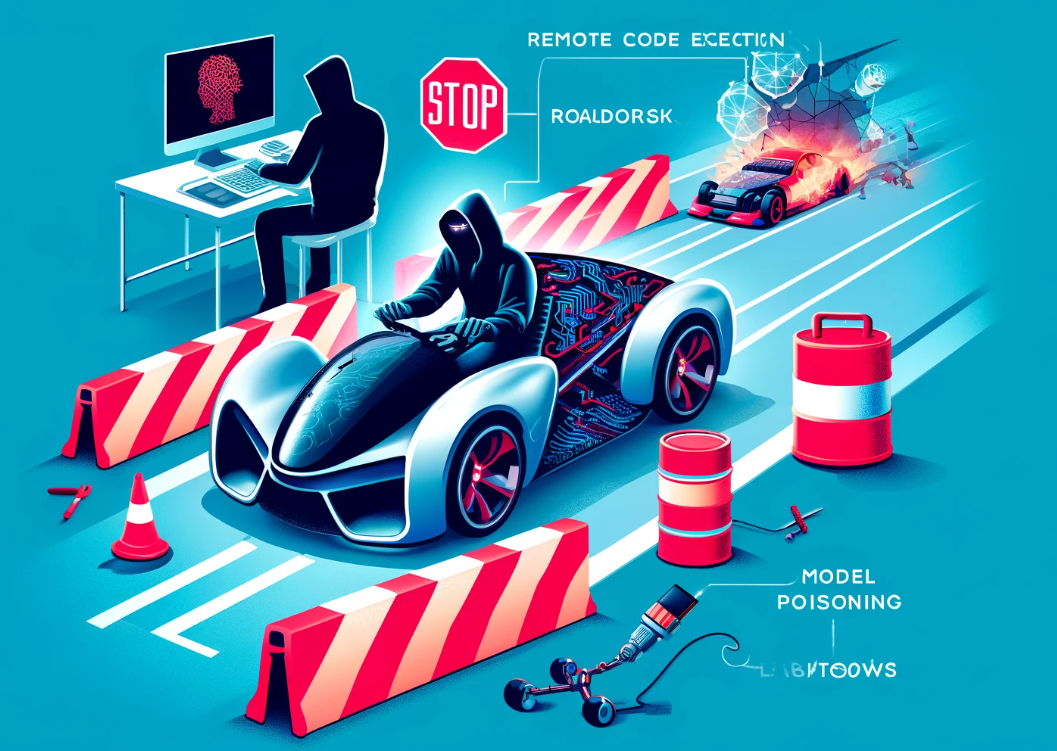 REMOTE CODE EXECTION
STOP
ROALDORSK
MODEL
POISONING